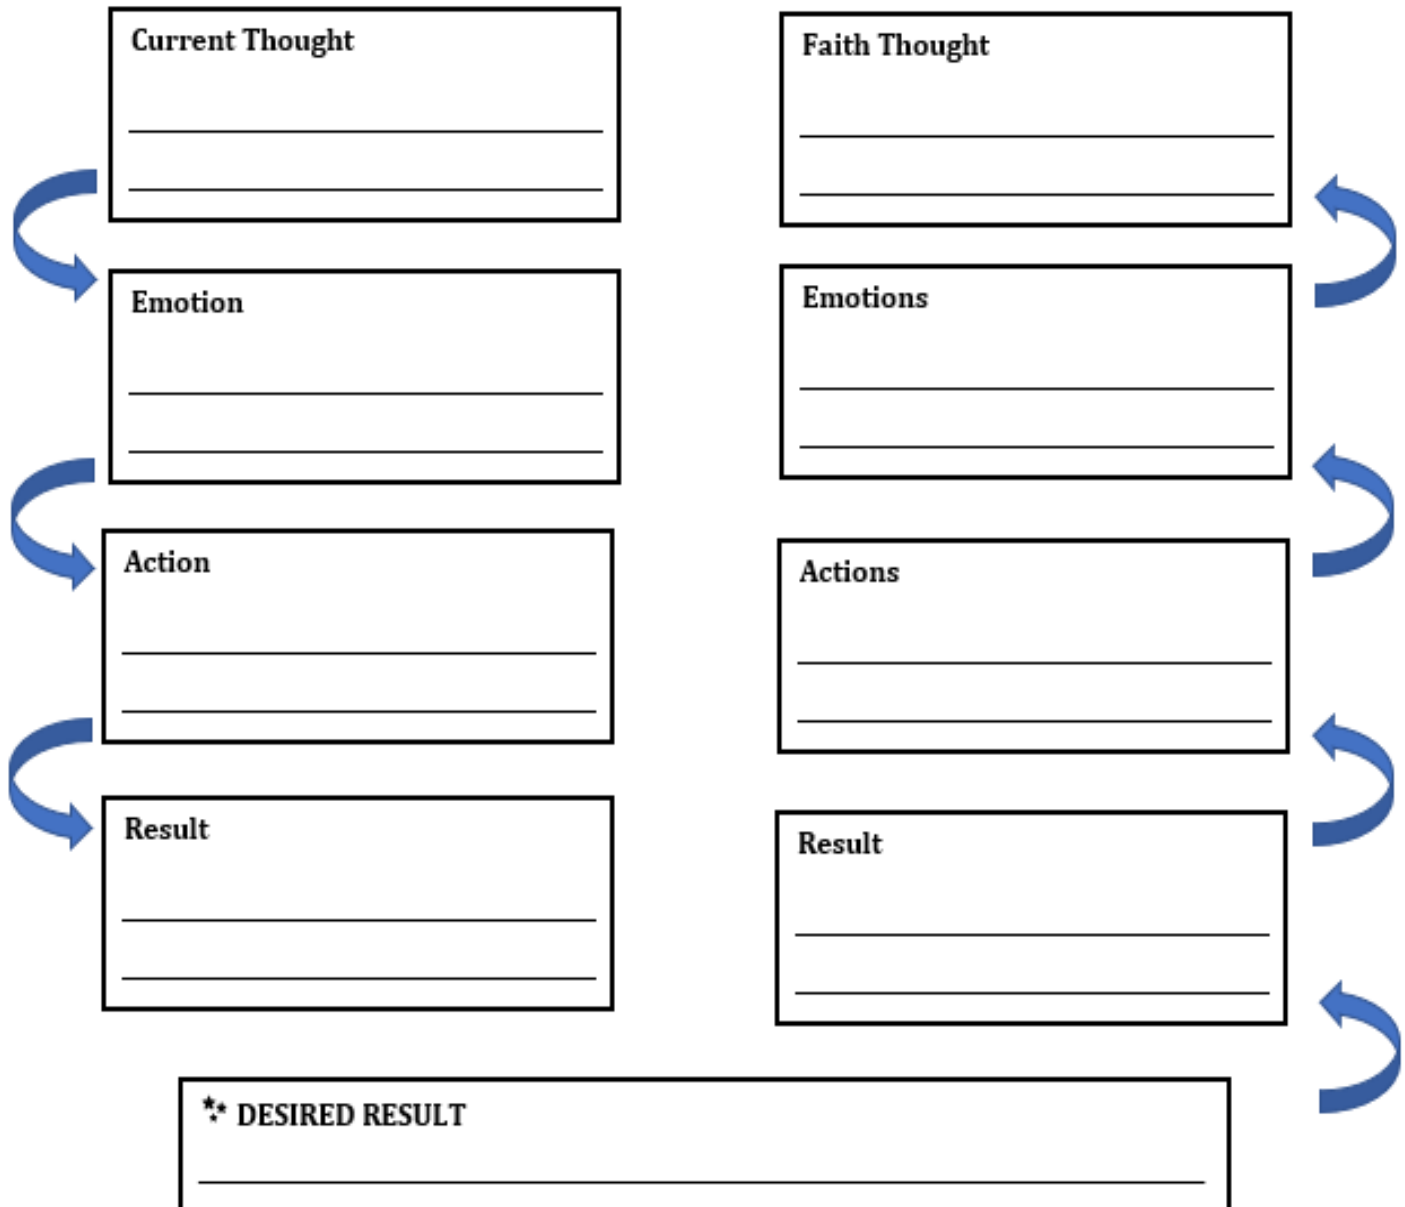 Current Thought
Emotion
Action
Result
Faith Thought
Emotions
Actions
Result
DESIRED RESULT